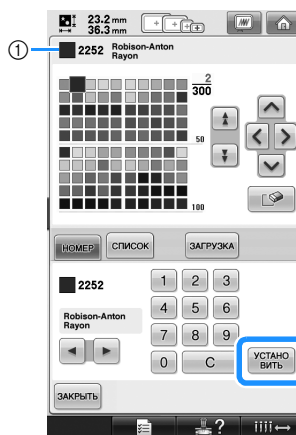 23.2 mm
36.3 mm
1
2252 Robison-Anton
Rayon
2
300
50
100
НОМЕР СПИСОК ЗАГРУЗКА
2252
Robison-Anton
Rayon
1 2 3
4 5 6
7 8 9
0 C
УСТАНО
ВИТЬ
ЗАКРЫТЬ
?